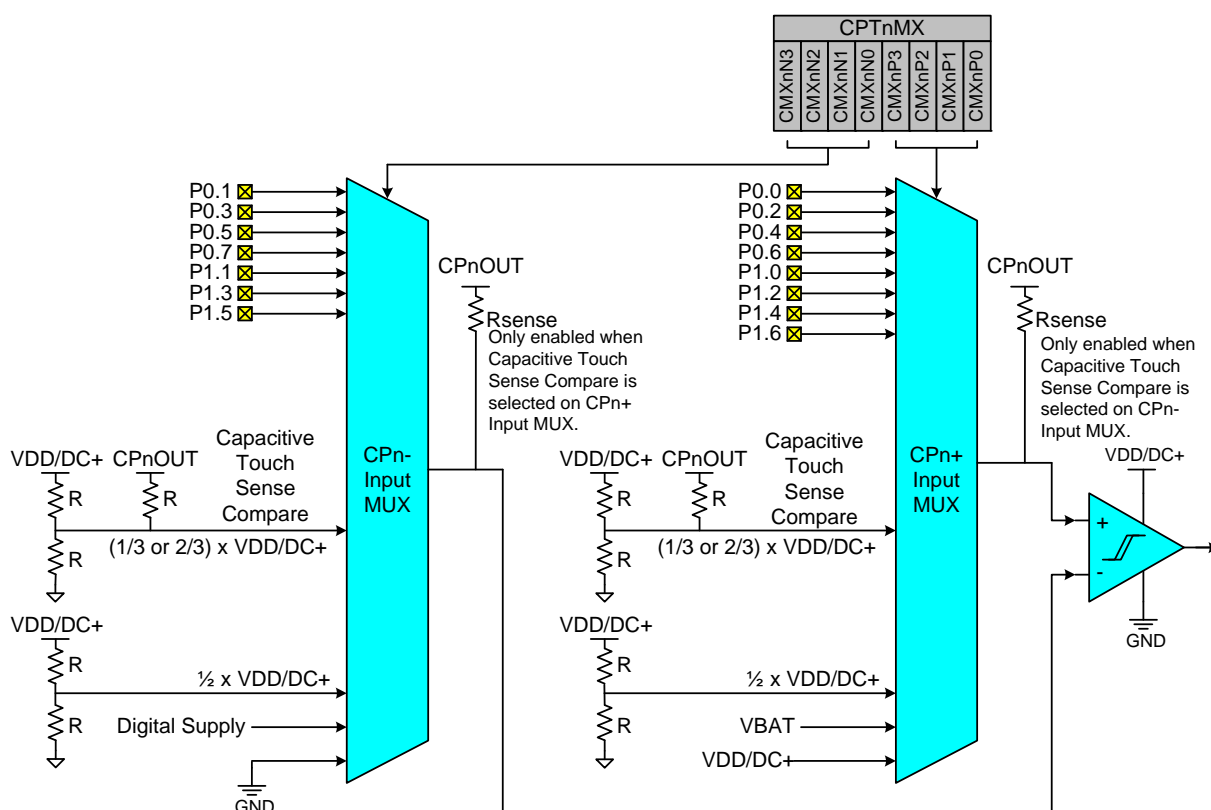 CPTnMX
CMXnN3
CMXnN2
CMXnN1
CMXnN0
CMXnP3
CMXnP2
CMXnP1
CMXnP0
P0.1
P0.3
P0.5
P0.7
P1.1
P1.3
P1.5
CPnOUT
Rsense
Only enabled when
Capacitive Touch
Sense Compare is
selected on CPn+
Input MUX.
VDD/DC+
CPnOUT
Capacitive
Touch
Sense
Compare
R
R
R
(1/3 or 2/3) x VDD/DC+
VDD/DC+
R
R
½ x VDD/DC+
Digital Supply
GND
CPn-
Input
MUX
P0.0
P0.2
P0.4
P0.6
P1.0
P1.2
P1.4
P1.6
CPnOUT
Rsense
Only enabled when
Capacitive Touch
Sense Compare is
selected on CPn-
Input MUX.
VDD/DC+
CPnOUT
Capacitive
Touch
Sense
Compare
R
R
R
(1/3 or 2/3) x VDD/DC+
VDD/DC+
R
R
½ x VDD/DC+
VBAT
VDD/DC+
CPn+
Input
MUX
VDD/DC+
+
-
GND